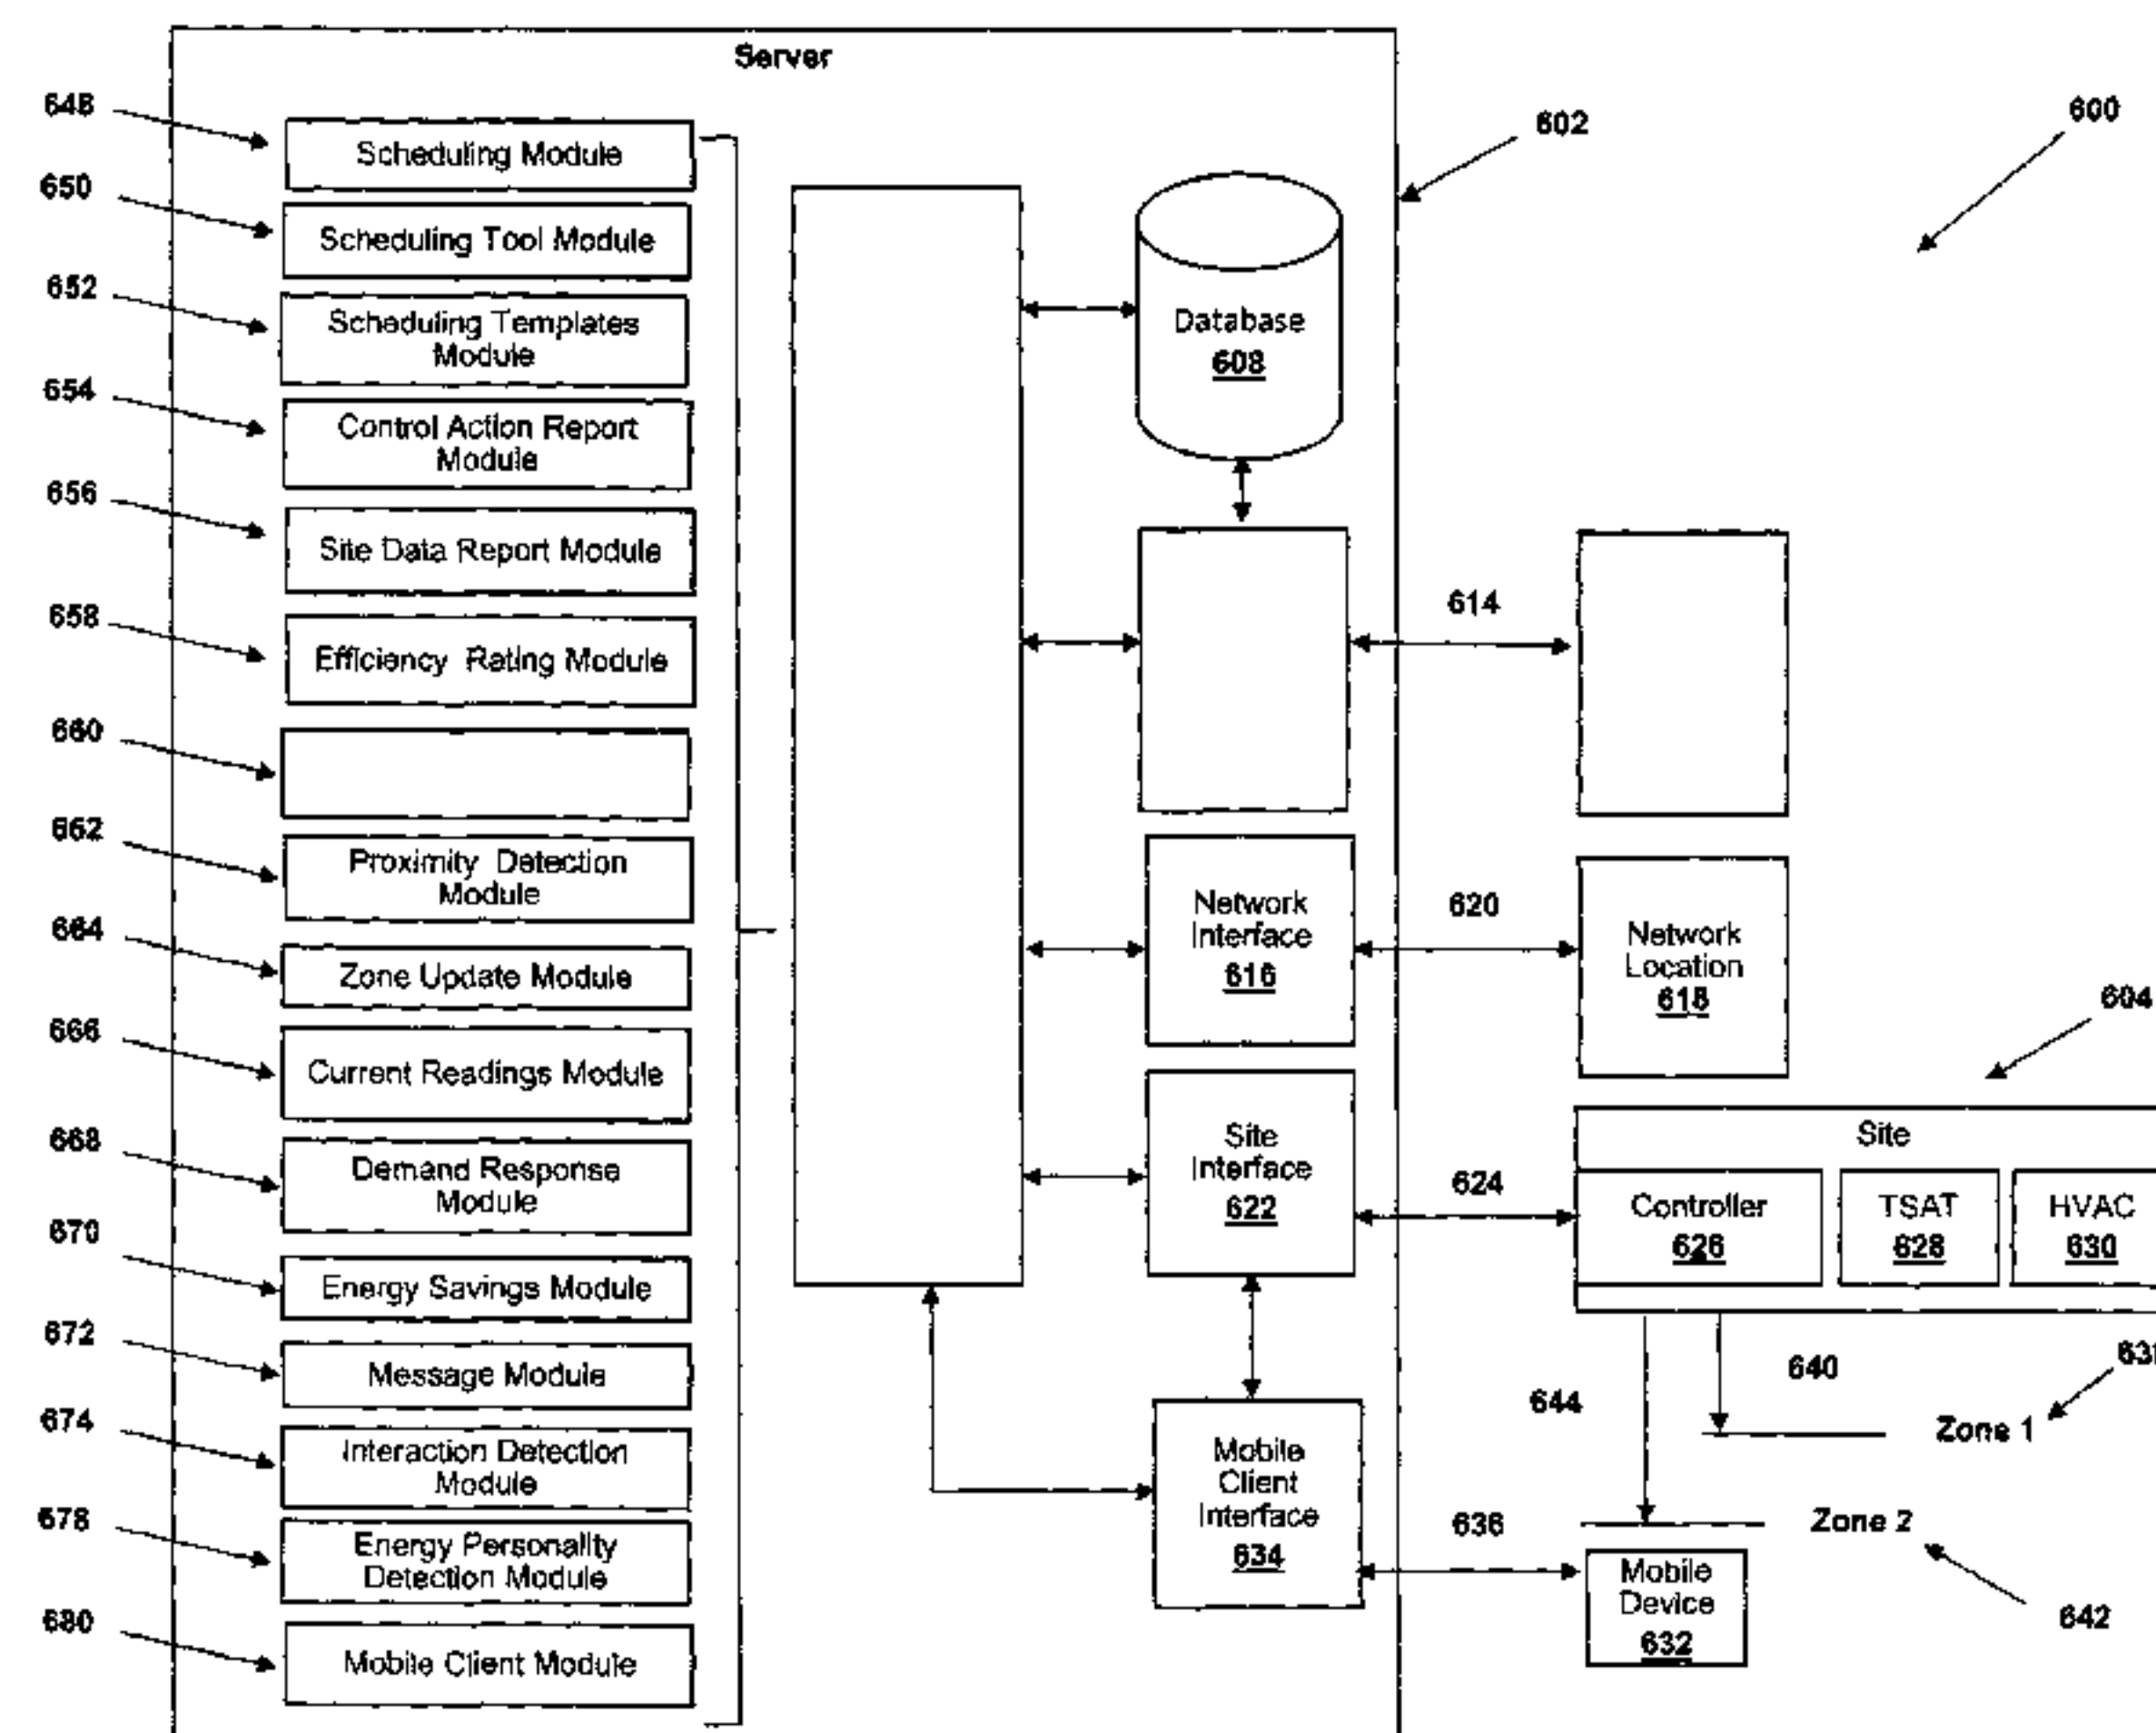 Server
648
Scheduling Module
650
Scheduling Tool Module
652
Scheduling Templates
Module
654
Control Action Report
Module
656
Site Data Report Module
658
Efficiency Rating Module
660
662
Proximity Detection
Module
664
Zone Update Module
666
Current Readings Module
668
Demand Response
Module
670
Energy Savings Module
672
Message Module
674
Interaction Detection
Module
678
Energy Personality
Detection Module
680
Mobile Client Module
602
600
Database
608
614
Network
Interface
616
620
Network
Location
618
604
Site
Interface
622
624
Site
Controller
626
TSAT
628
HVAC
630
640
644
Zone 1
Mobile
Client
Interface
634
636
Zone 2
642
Mobile
Device
632